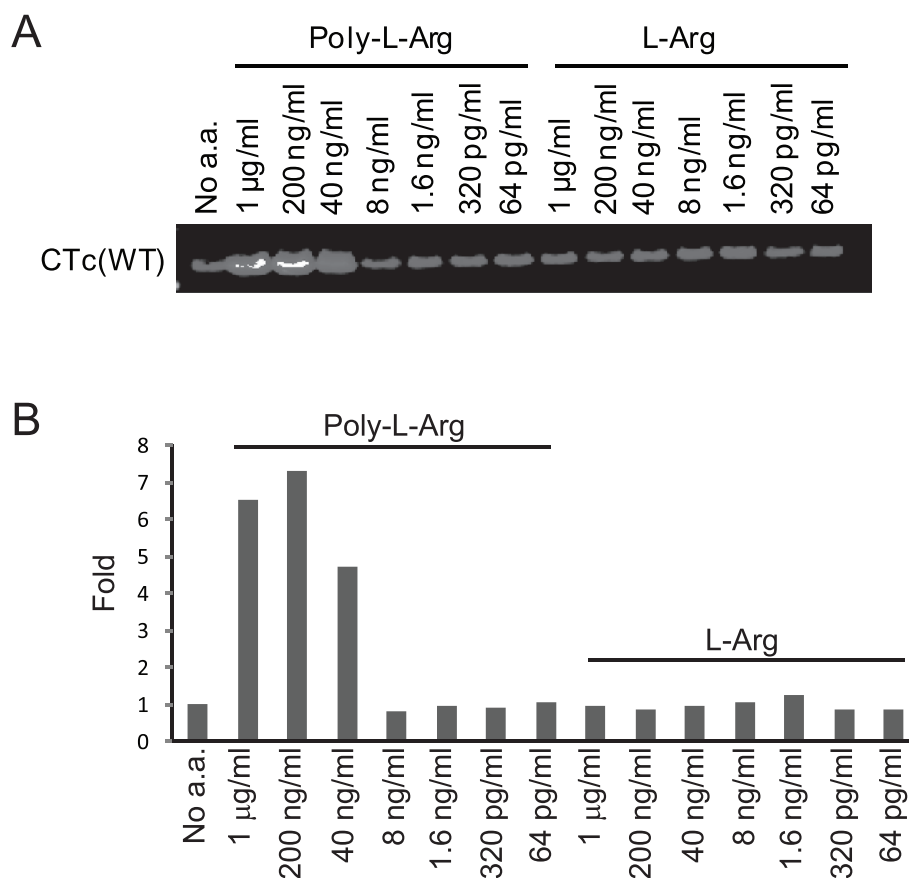 A
Poly-L-Arg L-Arg
No a.a. 1 µg/ml 200 ng/ml 40 ng/ml 8 ng/ml 1.6 ng/ml 320 pg/ml 64 pg/ml 1 µg/ml 200 ng/ml 40 ng/ml 8 ng/ml 1.6 ng/ml 320 pg/ml 64 pg/ml
CTc(WT)
B
Poly-L-Arg
8
7
6
5
4
3
2
1
0
Fold
L-Arg
No a.a. 1 µg/ml 200 ng/ml 40 ng/ml 8 ng/ml 1.6 ng/ml 320 pg/ml 64 pg/ml 1 µg/ml 200 ng/ml 40 ng/ml 8 ng/ml 1.6 ng/ml 320 pg/ml 64 pg/ml